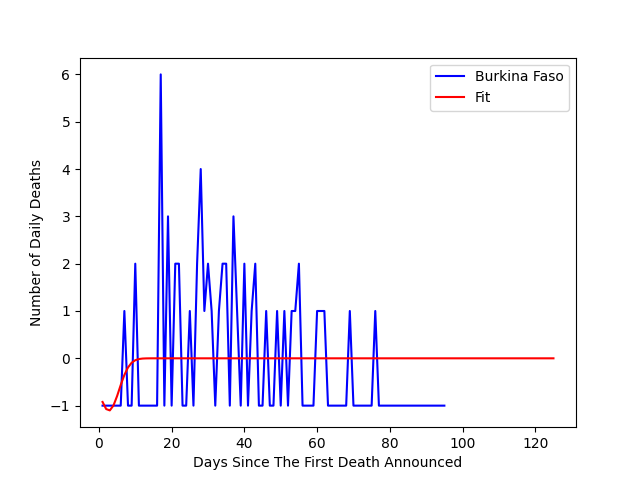 Burkina Faso
Fit
6
5
4
3
2
1
0
−1
Number of Daily Deaths
0 20 40 60 80 100 120
Days Since The First Death Announced